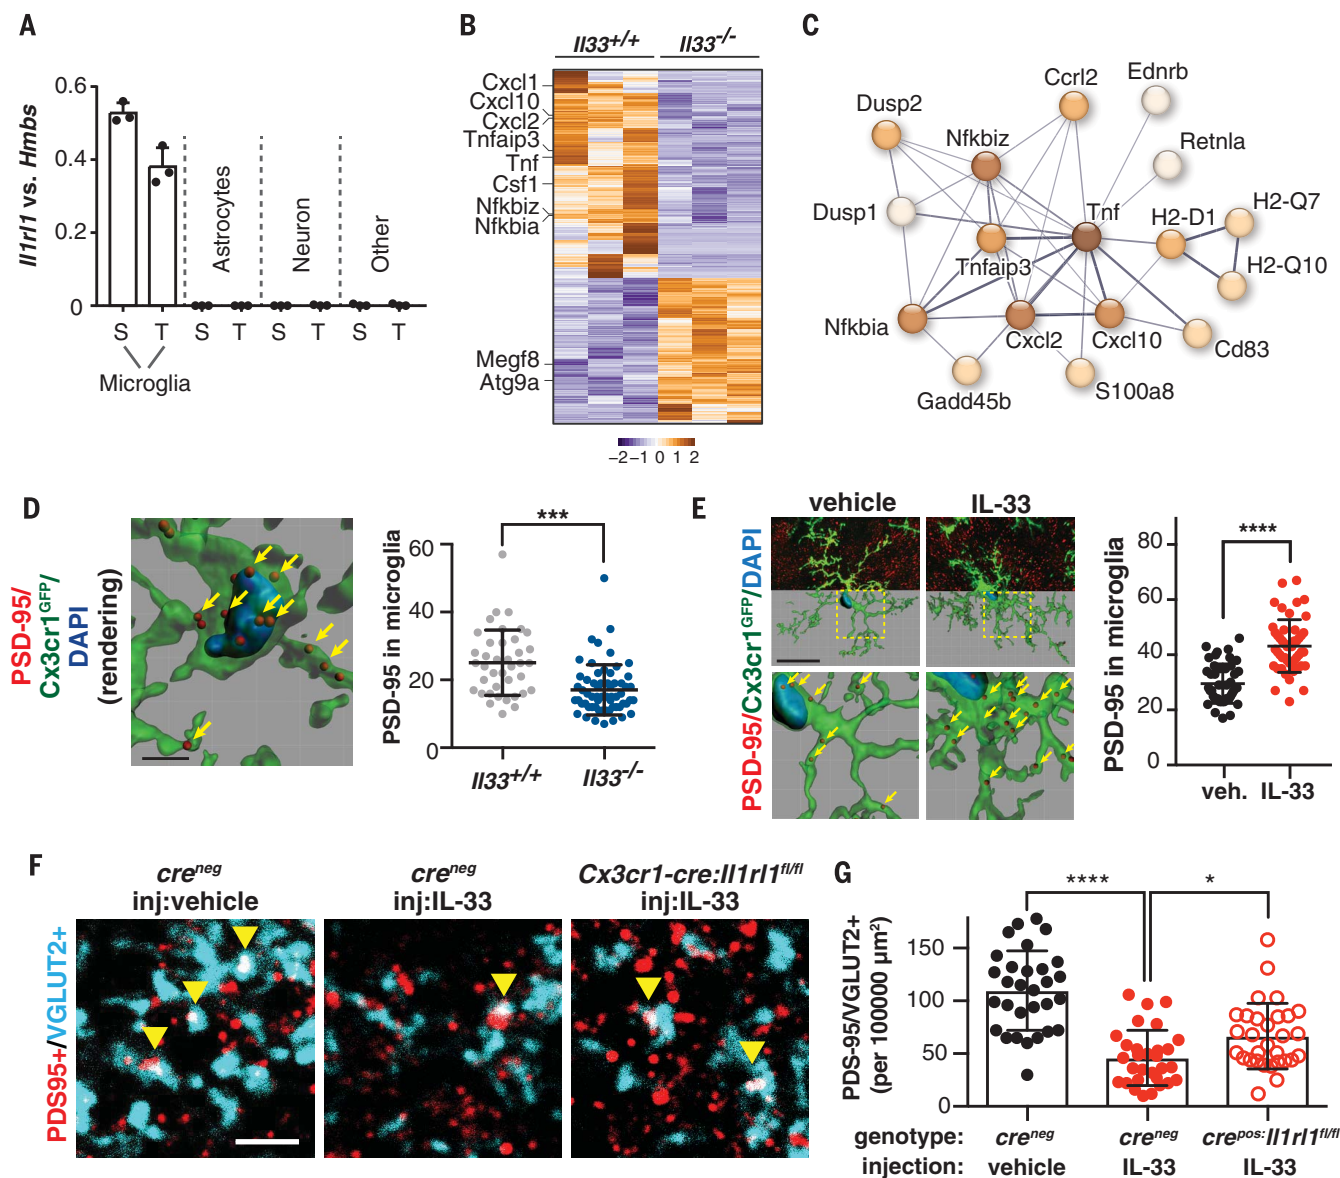 A
Il1rl1 vs. Hmbs
0.6
0.4
0.2
0
Astrocytes
Neuron
Other
S T S T S T S T
Microglia
B
Il33+/+ Il33-/-
Cxcl1
Cxcl10
Cxcl2
Tnfaip3
Tnf
Csf1
Nfkbiz
Nfkbia
Megf8
Atg9a
−2−1 0 1 2
C
Ccrl2
Ednrb
Dusp2
Nfkbiz
Retnla
Dusp1
Tnf
H2-D1
H2-Q7
Tnfaip3
H2-Q10
Nfkbia
Cxcl2
Cxcl10
Cd83
Gadd45b
S100a8
D
PSD-95/
Cx3cr1GFP/
DAPI
(rendering)
PSD-95 in microglia
60
40
20
0
***
Il33+/+ Il33-/-
E
vehicle IL-33
PSD-95/Cx3cr1GFP/DAPI
PSD-95 in microglia
80
60
40
20
0
****
veh. IL-33
F
creneg
inj:vehicle
creneg
inj:IL-33
Cx3cr1-cre:Il1rl1fl/fl
inj:IL-33
PDS95+/VGLUT2+
G
PDS-95/VGLUT2+
(per 100000 µm2)
150
100
50
0
**** *
genotype: creneg creneg crepos:Il1rl1fl/fl
injection: vehicle IL-33 IL-33